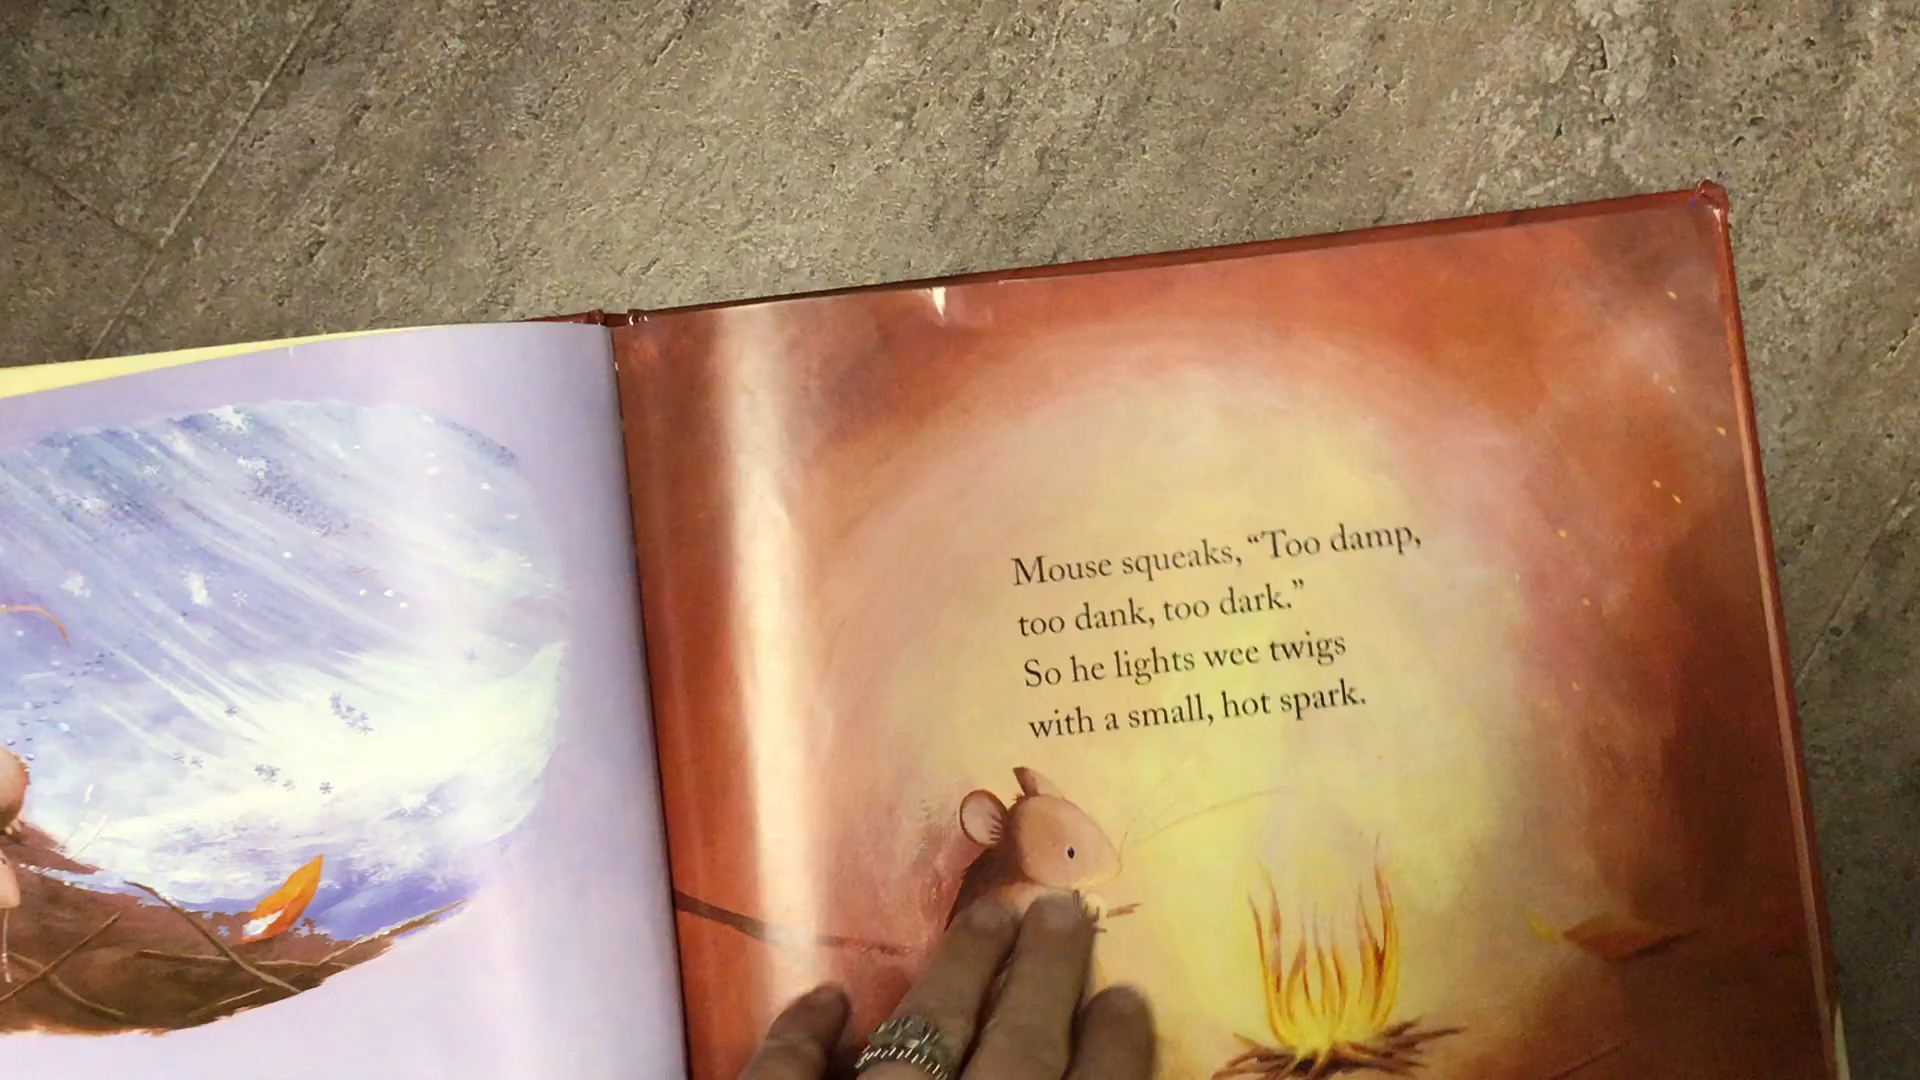 Mouse squeaks, “Too damp,
too dank, too dark.”
So he lights wee twigs
with a small, hot spark.